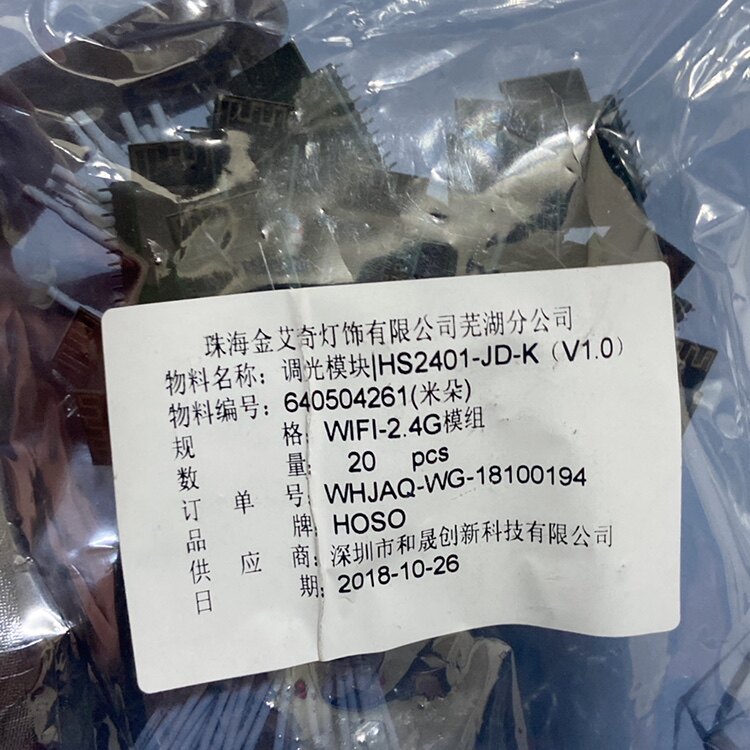 珠海金艾奇灯饰有限公司芜湖分公司
物料名称：调光模块|HS2401-JD-K（V1.0）
物料编号：640504261(米朵)
规 格：WIFI-2.4G模组
数 量：20 pcs
订 单 号：WHJAQ-WG-18100194
品 牌：HOSO
供 应 商：深圳市和晟创新科技有限公司
日 期：2018-10-26